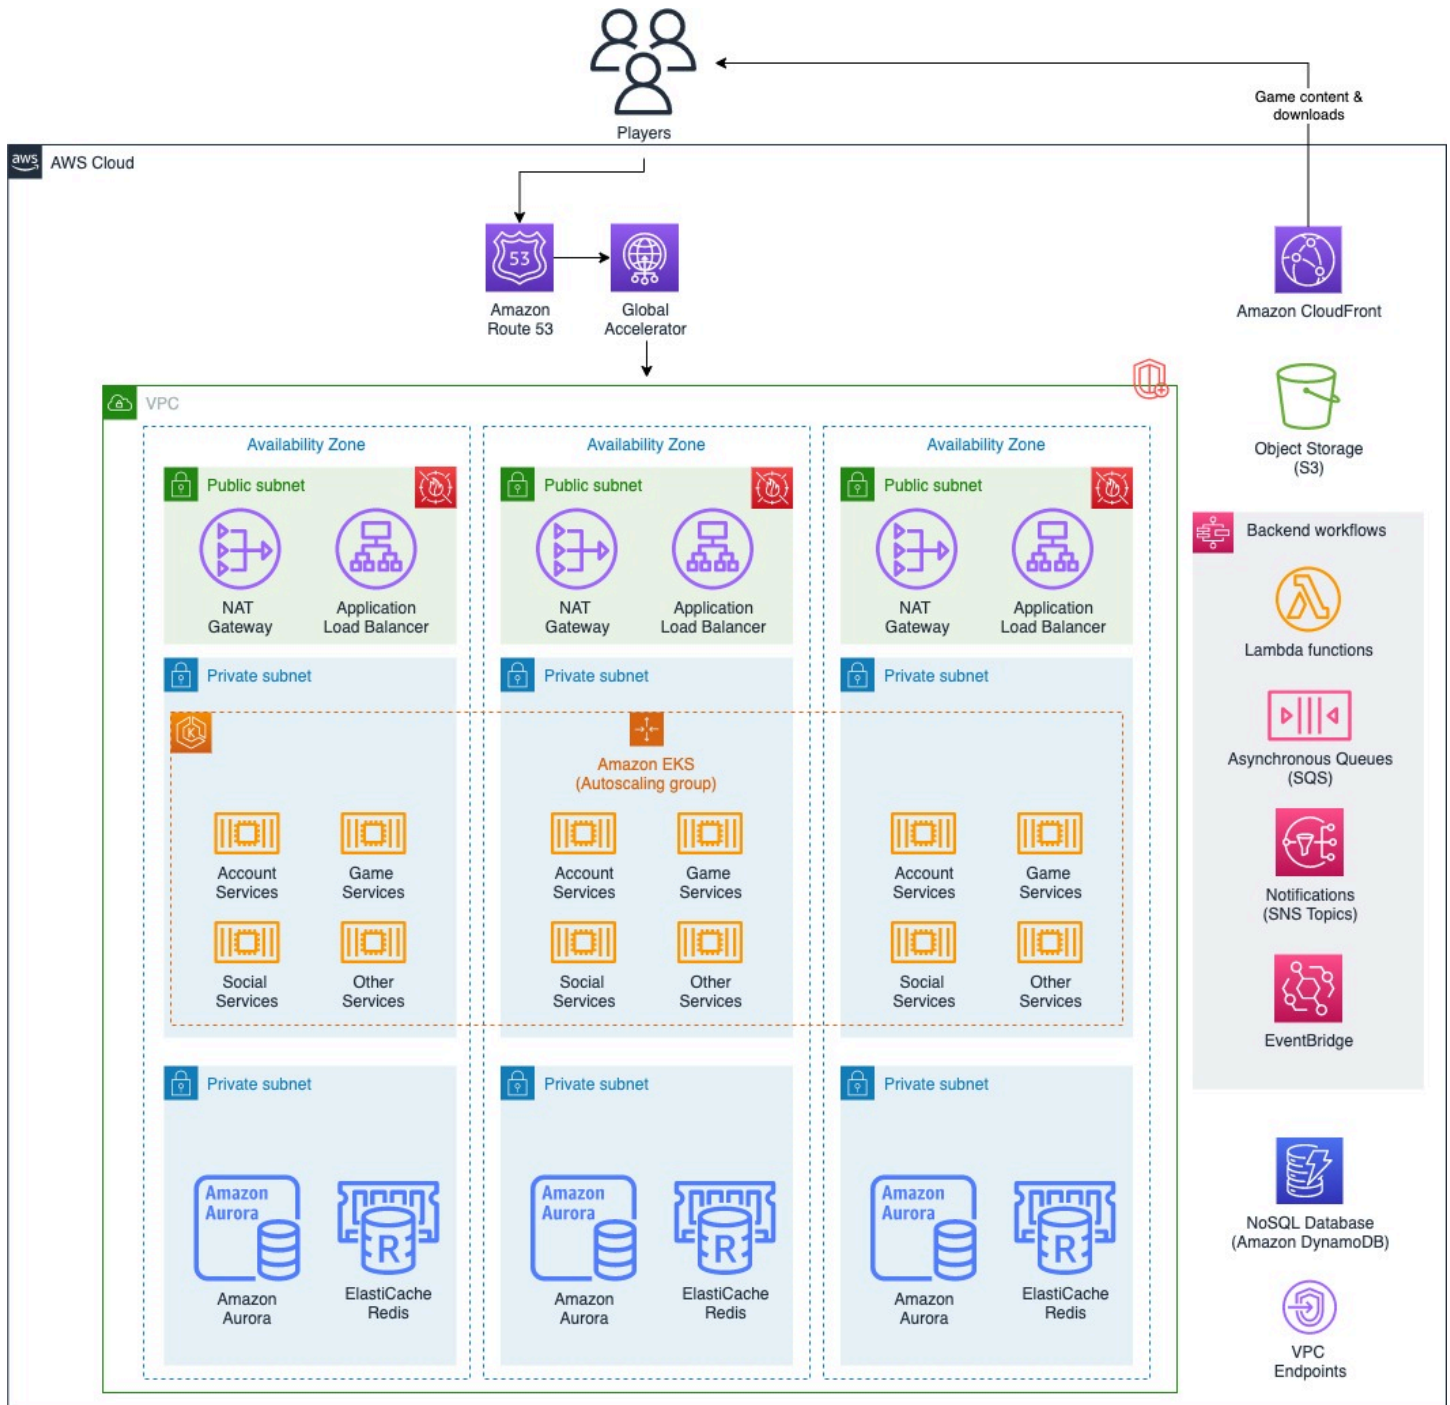 Players
Game content &
downloads
aws
AWS Cloud
53
Amazon
Route 53
Global
Accelerator
Amazon CloudFront
VPC
Object Storage
(S3)
Availability Zone
Availability Zone
Availability Zone
Public subnet
Public subnet
Public subnet
NAT
Gateway
Application
Load Balancer
NAT
Gateway
Application
Load Balancer
NAT
Gateway
Application
Load Balancer
Private subnet
Private subnet
Private subnet
K
Amazon EKS
(Autoscaling group)
Account
Services
Game
Services
Account
Services
Game
Services
Account
Services
Game
Services
Social
Services
Other
Services
Social
Services
Other
Services
Social
Services
Other
Services
Private subnet
Private subnet
Private subnet
Amazon
Aurora
R
Amazon
Aurora
R
Amazon
Aurora
R
Amazon
Aurora
ElastiCache
Redis
Amazon
Aurora
ElastiCache
Redis
Amazon
Aurora
ElastiCache
Redis
Backend workflows
Lambda functions
Asynchronous Queues
(SQS)
Notifications
(SNS Topics)
EventBridge
NoSQL Database
(Amazon DynamoDB)
VPC
Endpoints